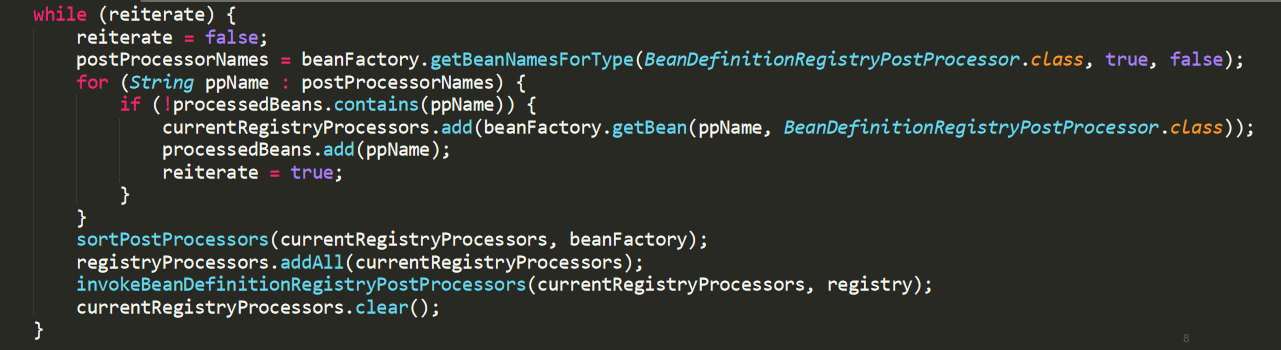 while (reiterate) {
    reiterate = false;
    postProcessorNames = beanFactory.getBeanNamesForType(BeanDefinitionRegistryPostProcessor.class, true, false);
    for (String ppName : postProcessorNames) {
        if (!processedBeans.contains(ppName)) {
            currentRegistryProcessors.add(beanFactory.getBean(ppName, BeanDefinitionRegistryPostProcessor.class));
            processedBeans.add(ppName);
            reiterate = true;
        }
    }
    sortPostProcessors(currentRegistryProcessors, beanFactory);
    registryProcessors.addAll(currentRegistryProcessors);
    invokeBeanDefinitionRegistryPostProcessors(currentRegistryProcessors, registry);
    currentRegistryProcessors.clear();
}
8